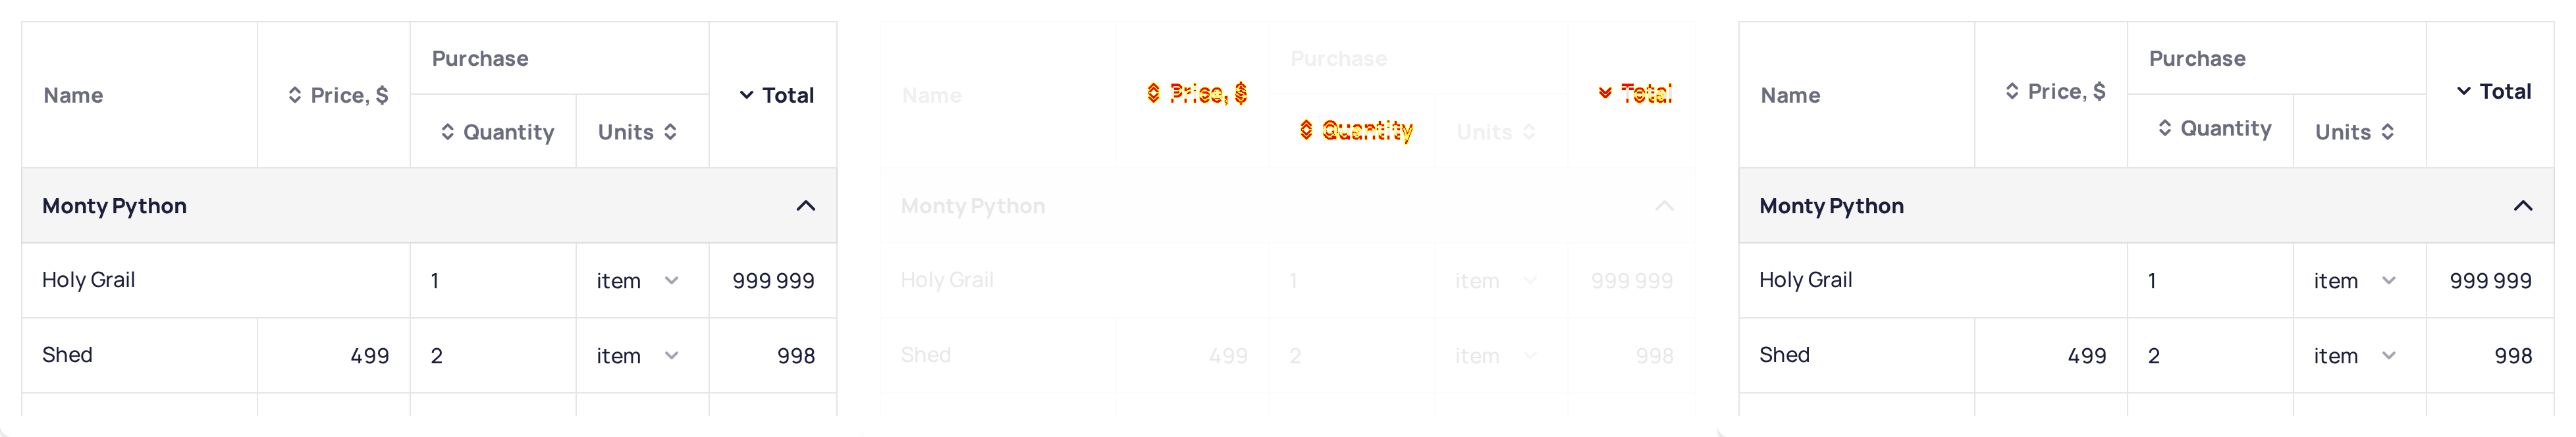 Purchase
Name Price, $ Total
Quantity Units
Monty Python
Holy Grail 1 item 999 999
Shed 499 2 item 998
Purchase
Name Price, $ Total
Quantity Units
Monty Python
Holy Grail 1 item 999 999
Shed 499 2 item 998
Purchase
Name Price, $ Total
Quantity Units
Monty Python
Holy Grail 1 item 999 999
Shed 499 2 item 998